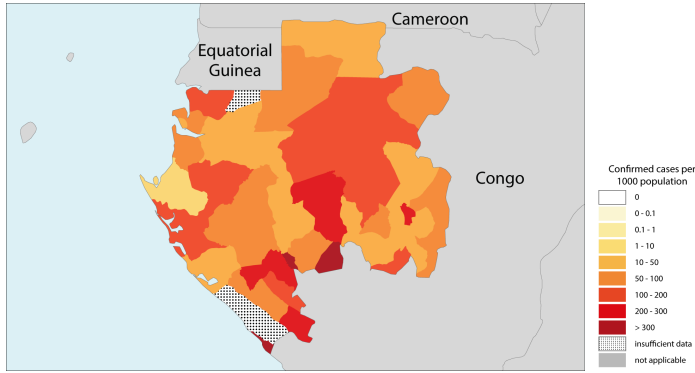 Cameroon
Equatorial
Guinea
Congo
Confirmed cases per
1000 population
0
0 - 0.1
0.1 - 1
1 - 10
10 - 50
50 - 100
100 - 200
200 - 300
> 300
insufficient data
not applicable